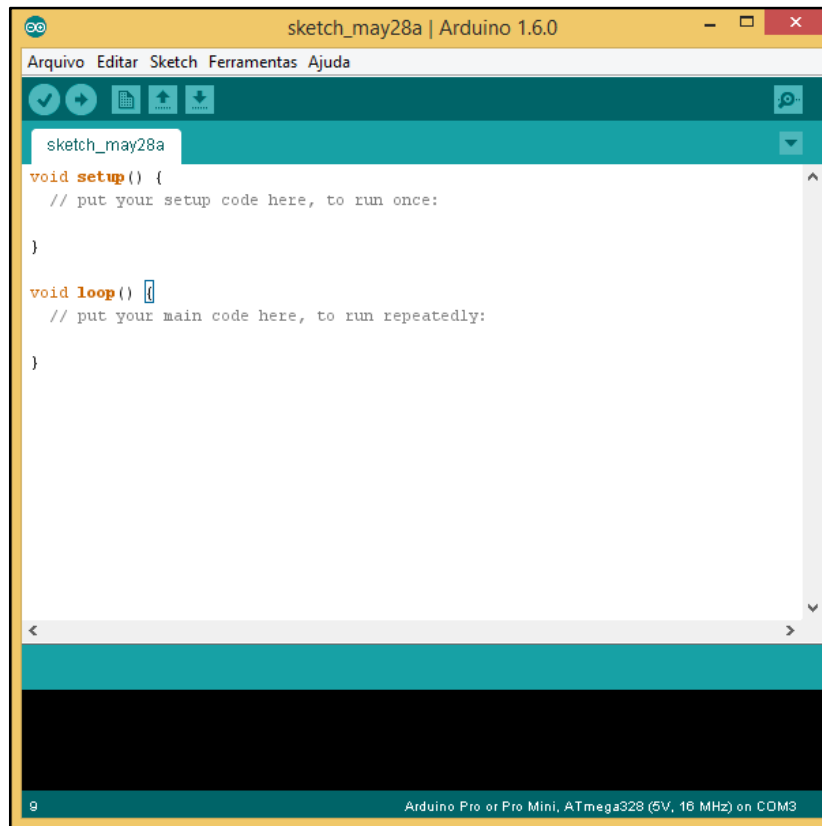 sketch_may28a | Arduino 1.6.0
Arquivo Editar Sketch Ferramentas Ajuda
sketch_may28a
void setup() {
  // put your setup code here, to run once:
}
void loop() {
  // put your main code here, to run repeatedly:
}
9 Arduino Pro or Pro Mini, ATmega328 (5V, 16 MHz) on COM3